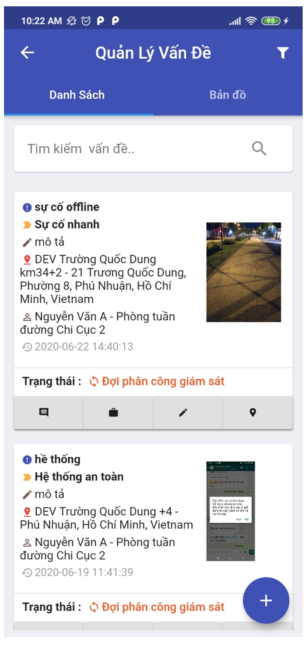 10:22 AM
95
Quản Lý Vấn Đề
Danh Sách
Bản đồ
Tìm kiếm vấn đề..
sự cố offline
Sự cố nhanh
mô tả
DEV Trường Quốc Dung
km34+2 - 21 Trương Quốc Dung,
Phường 8, Phú Nhuận, Hồ Chí
Minh, Vietnam
Nguyễn Văn A - Phòng tuần
đường Chi Cục 2
2020-06-22 14:40:13
Trạng thái : Đợi phân công giám sát
hề thống
Hệ thống an toàn
mô tả
DEV Trường Quốc Dung +4 -
Phú Nhuận, Hồ Chí Minh, Vietnam
Nguyễn Văn A - Phòng tuần
đường Chi Cục 2
2020-06-19 11:41:39
Trạng thái : Đợi phân công giám sát